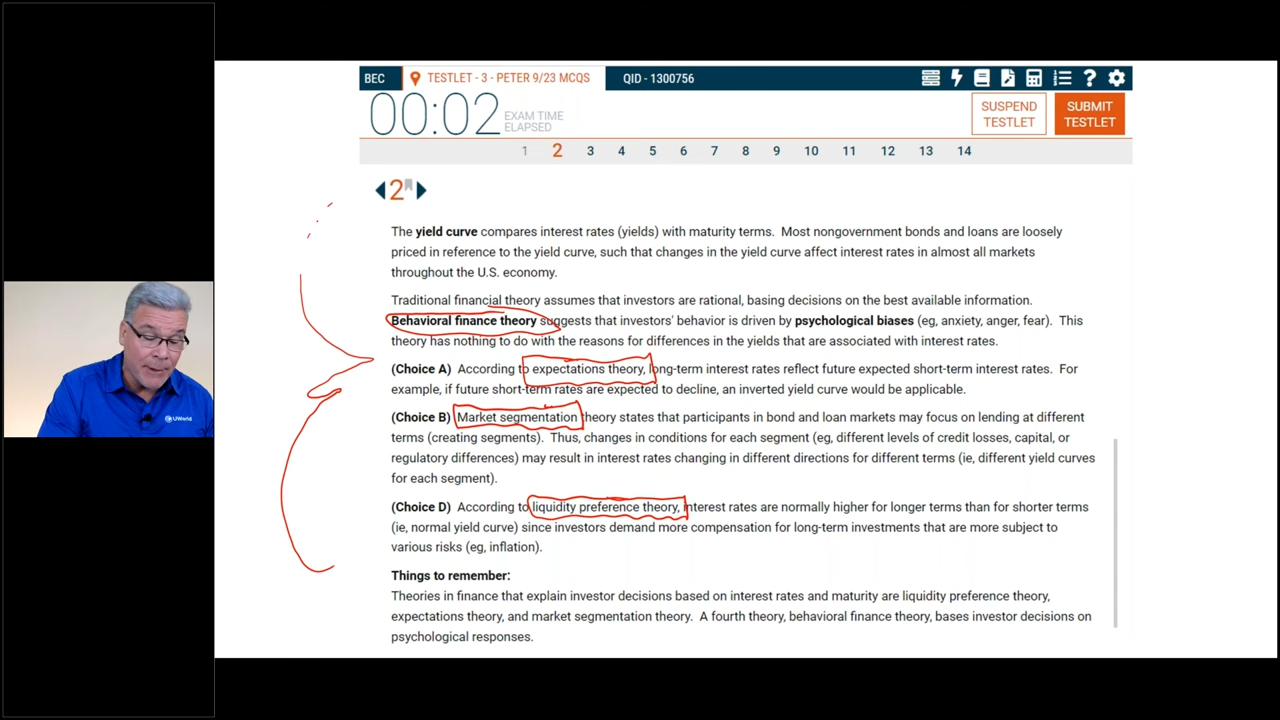 BEC
TESTLET - 3 - PETER 9/23 MCQS
QID - 1300756
00:02
EXAM TIME
ELAPSED
SUSPEND
TESTLET
SUBMIT
TESTLET
1 2 3 4 5 6 7 8 9 10 11 12 13 14
2
The yield curve compares interest rates (yields) with maturity terms. Most nongovernment bonds and loans are loosely
priced in reference to the yield curve, such that changes in the yield curve affect interest rates in almost all markets
throughout the U.S. economy.
Traditional financial theory assumes that investors are rational, basing decisions on the best available information.
Behavioral finance theory suggests that investors' behavior is driven by psychological biases (eg, anxiety, anger, fear). This
theory has nothing to do with the reasons for differences in the yields that are associated with interest rates.
(Choice A) According to expectations theory, long-term interest rates reflect future expected short-term interest rates. For
example, if future short-term rates are expected to decline, an inverted yield curve would be applicable.
(Choice B) Market segmentation theory states that participants in bond and loan markets may focus on lending at different
terms (creating segments). Thus, changes in conditions for each segment (eg, different levels of credit losses, capital, or
regulatory differences) may result in interest rates changing in different directions for different terms (ie, different yield curves
for each segment).
(Choice D) According to liquidity preference theory, interest rates are normally higher for longer terms than for shorter terms
(ie, normal yield curve) since investors demand more compensation for long-term investments that are more subject to
various risks (eg, inflation).
Things to remember:
Theories in finance that explain investor decisions based on interest rates and maturity are liquidity preference theory,
expectations theory, and market segmentation theory. A fourth theory, behavioral finance theory, bases investor decisions on
psychological responses.
UWorld